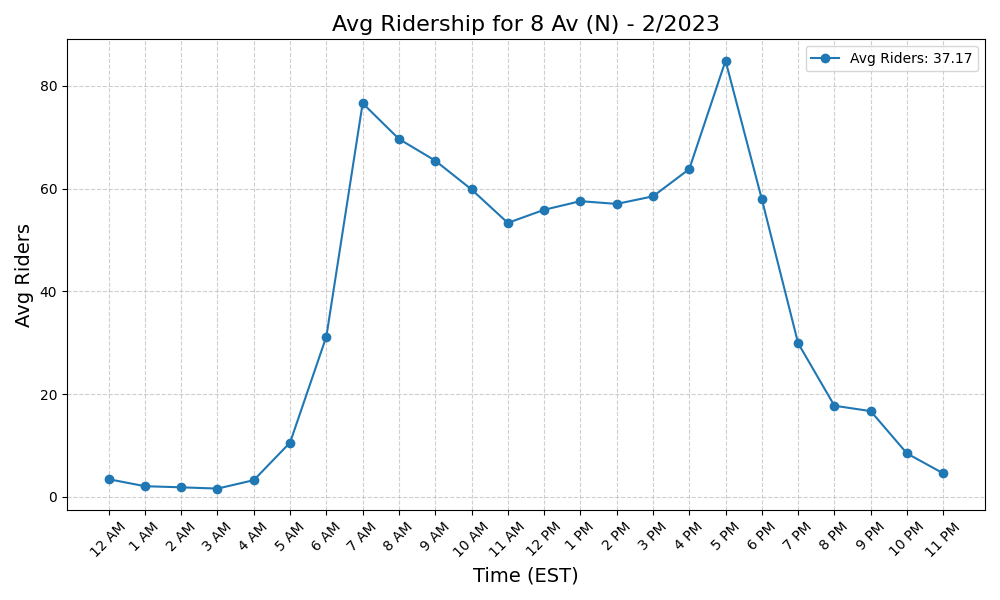 Avg Ridership for 8 Av (N) - 2/2023
Avg Riders: 37.17
Avg Riders
80
60
40
20
0
12 AM 1 AM 2 AM 3 AM 4 AM 5 AM 6 AM 7 AM 8 AM 9 AM 10 AM 11 AM 12 PM 1 PM 2 PM 3 PM 4 PM 5 PM 6 PM 7 PM 8 PM 9 PM 10 PM 11 PM
Time (EST)